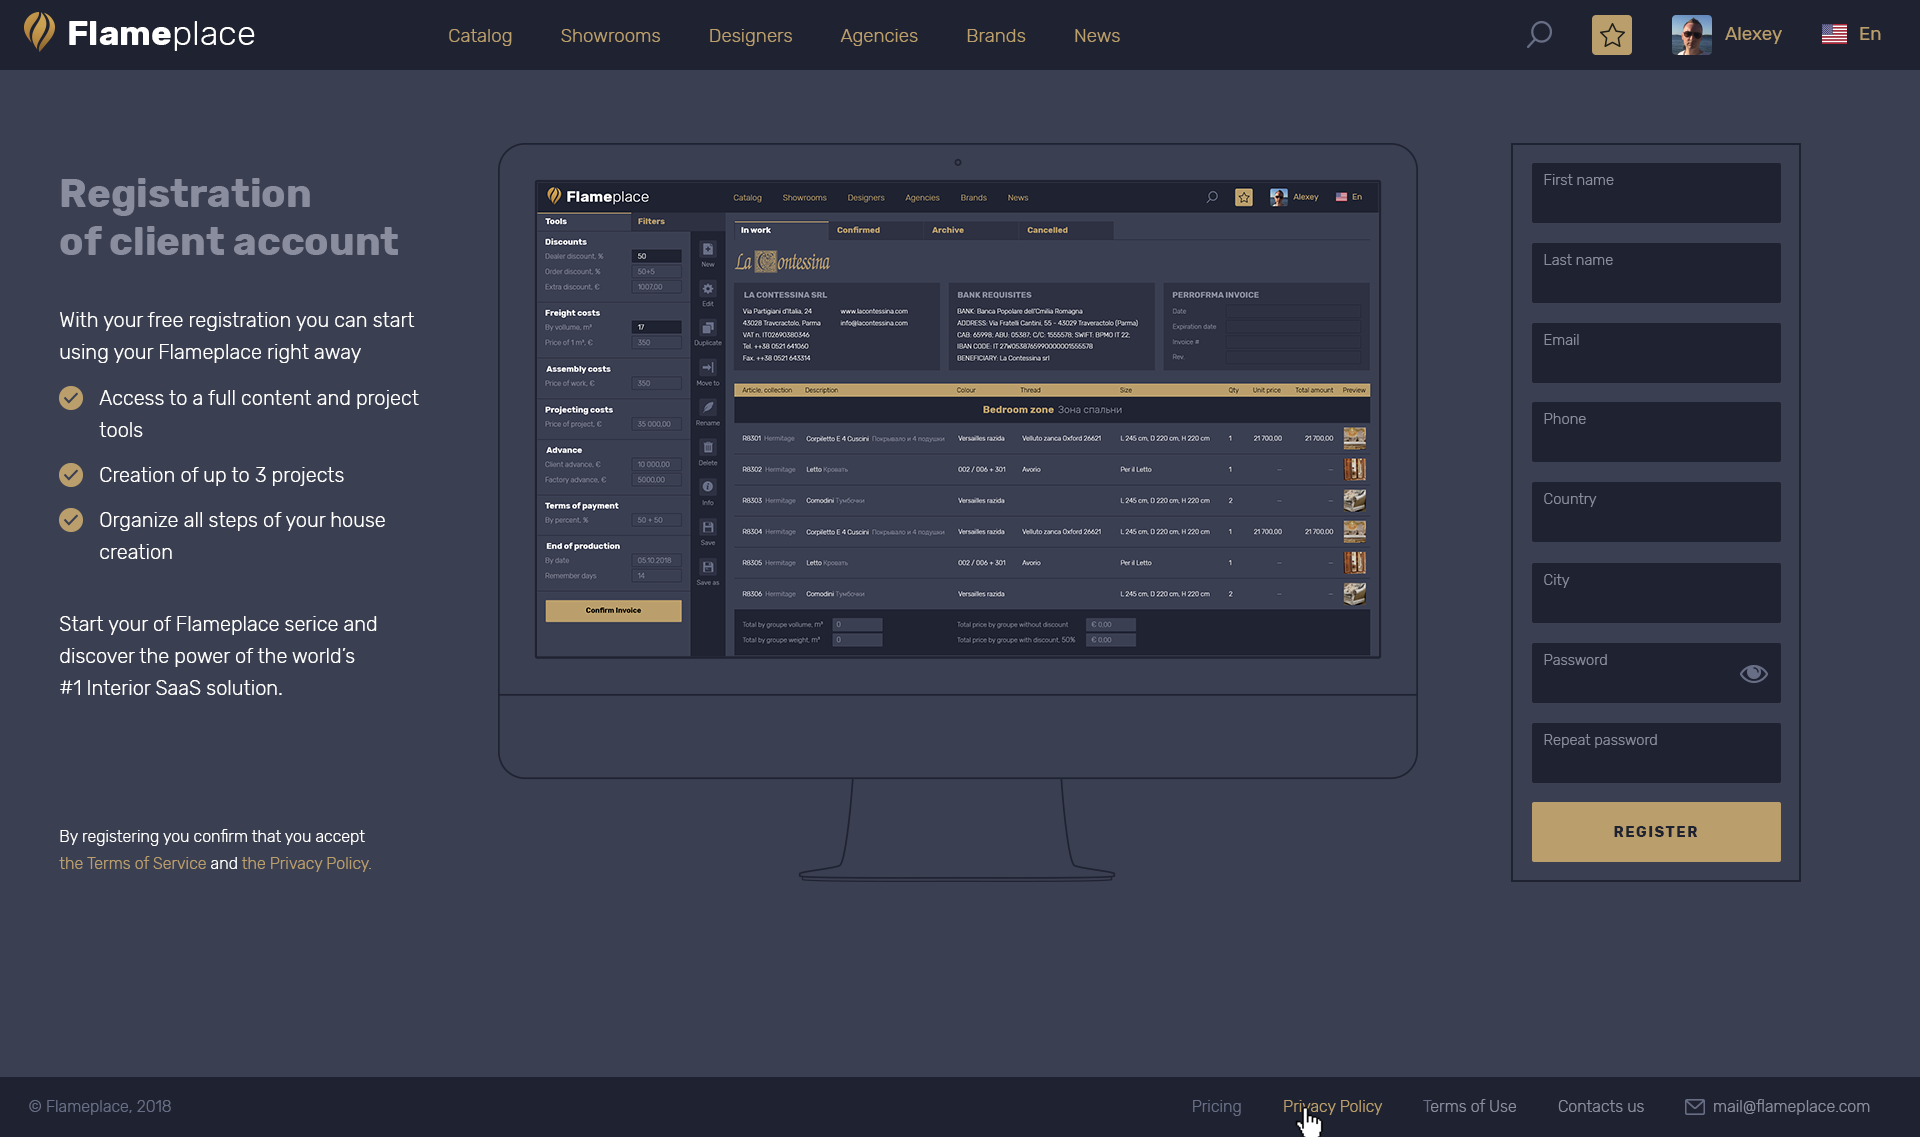 Flameplace
Catalog Showrooms Designers Agencies Brands News
Alexey En
Registration
of client account
With your free registration you can start
using your Flameplace right away
Access to a full content and project
tools
Creation of up to 3 projects
Organize all steps of your house
creation
Start your of Flameplace serice and
discover the power of the world's
#1 Interior SaaS solution.
By registering you confirm that you accept
the Terms of Service and the Privacy Policy.
Flameplace
Catalog Showrooms Designers Agencies Brands News Alexey En
Tools Filters
Discounts
Dealer discount, % 50
Order discount, % 50+5
Extra discount, € 1007,00
Freight costs
By volume, m³ 17
Price of 1 m³, € 350
Assembly costs
Price of work, € 350
Projecting costs
Price of project, € 35 000,00
Advance
Client advance, € 10 000,00
Factory advance, € 5000,00
Terms of payment
By percent, % 50 + 50
End of production
By date 05.10.2018
Remember days 14
Confirm Invoice
New
Edit
Duplicate
Move to
Rename
Delete
Info
Save
Save as
In work Confirmed Archive Cancelled
La Contessina
LA CONTESSINA SRL
Via Partigiani d'Italia, 24 www.lacontessina.com
43028 Travcractolo, Parma info@lacontessina.com
VAT n. IT02690380346
Tel. ++38 0521 641060
Fax. ++38 0521 643314
BANK REQUISITES
BANK: Banca Popolare dell'Cmilia Romagna
ADDRESS: Via Fratelli Cantini, 55 - 43029 Traveractolo (Parma)
CAB: 65998; ABU: 05387; C/C: 1555578; SWIFT: BPMO IT 22;
IBAN CODE: IT 27W0538765990000001555578
BENEFICIARY: La Contessina srl
PERROFRMA INVOICE
Date
Expiration date
Invoice #
Rev.
Article, collection Description Colour Thread Size Qty Unit price Total amount Preview
Bedroom zone Зона спальни
R8301 Hermitage Corpiletto E 4 Cuscini Покрывало и 4 подушки Versailles razida Velluto zanca Oxford 26621 L 245 cm, D 220 cm, H 220 cm 1 21 700,00 21 700,00
R8302 Hermitage Letto Кровать 002 / 006 + 301 Avorio Per il Letto 1 – –
R8303 Hermitage Comodini Тумбочки Versailles razida L 245 cm, D 220 cm, H 220 cm 2 – –
R8304 Hermitage Corpiletto E 4 Cuscini Покрывало и 4 подушки Versailles razida Velluto zanca Oxford 26621 L 245 cm, D 220 cm, H 220 cm 1 21 700,00 21 700,00
R8305 Hermitage Letto Кровать 002 / 006 + 301 Avorio Per il Letto 1 – –
R8306 Hermitage Comodini Тумбочки Versailles razida L 245 cm, D 220 cm, H 220 cm 2 – –
Total by groupe volume, m³ 0 Total price by groupe without discount € 0,00
Total by groupe weight, m³ 0 Total price by groupe with discount, 50% € 0,00
First name
Last name
Email
Phone
Country
City
Password
Repeat password
REGISTER
© Flameplace, 2018
Pricing Privacy Policy Terms of Use Contacts us mail@flameplace.com